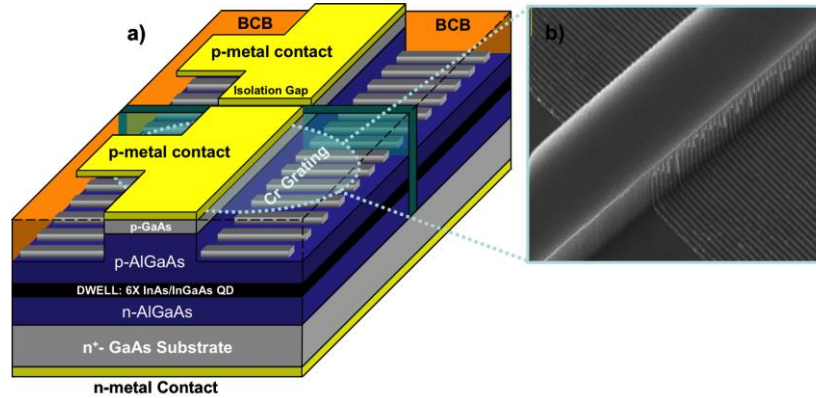 BCB
BCB
a)
p-metal contact
Isolation Gap
p-metal contact
Cr Grating
p-GaAs
p-AlGaAs
DWELL: 6X InAs/InGaAs QD
n-AlGaAs
n⁺- GaAs Substrate
n-metal Contact
b)